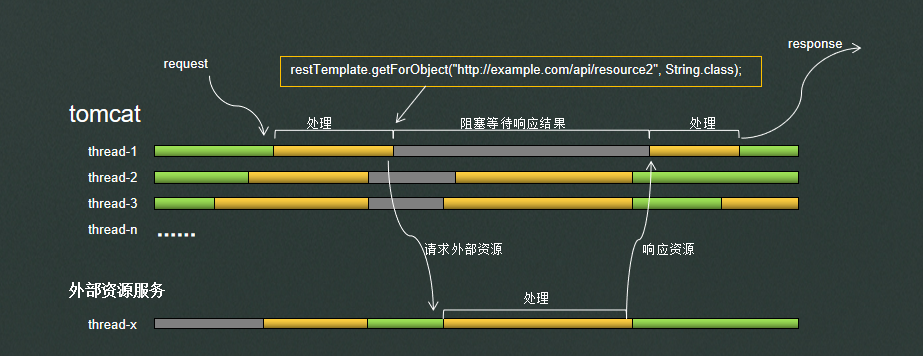 response
request
restTemplate.getForObject("http://example.com/api/resource2", String.class);
tomcat
处理
阻塞等待响应结果
处理
thread-1
thread-2
thread-3
thread-n
......
请求外部资源
响应资源
外部资源服务
处理
thread-x